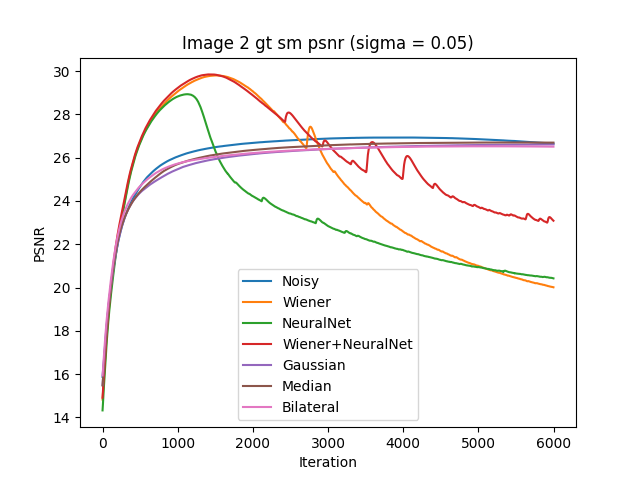 Image 2 gt sm psnr (sigma = 0.05)
PSNR
30
28
26
24
22
20
18
16
14
Noisy
Wiener
NeuralNet
Wiener+NeuralNet
Gaussian
Median
Bilateral
0 1000 2000 3000 4000 5000 6000
Iteration